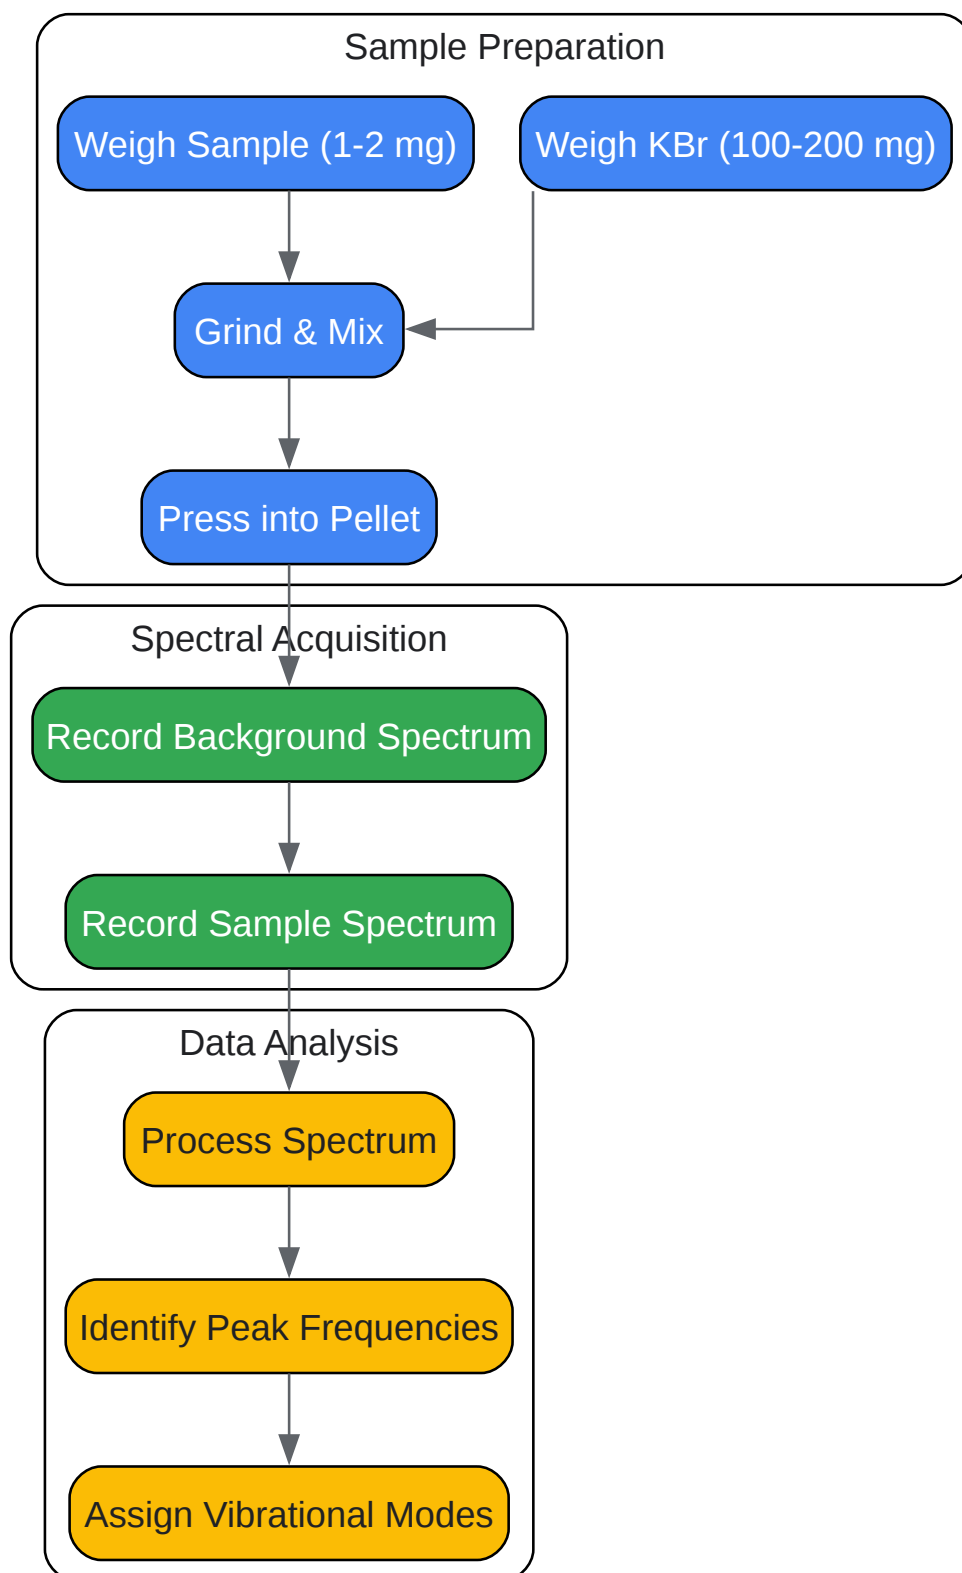 Sample Preparation
Weigh Sample (1-2 mg)
Weigh KBr (100-200 mg)
Grind & Mix
Press into Pellet
Spectral Acquisition
Record Background Spectrum
Record Sample Spectrum
Data Analysis
Process Spectrum
Identify Peak Frequencies
Assign Vibrational Modes